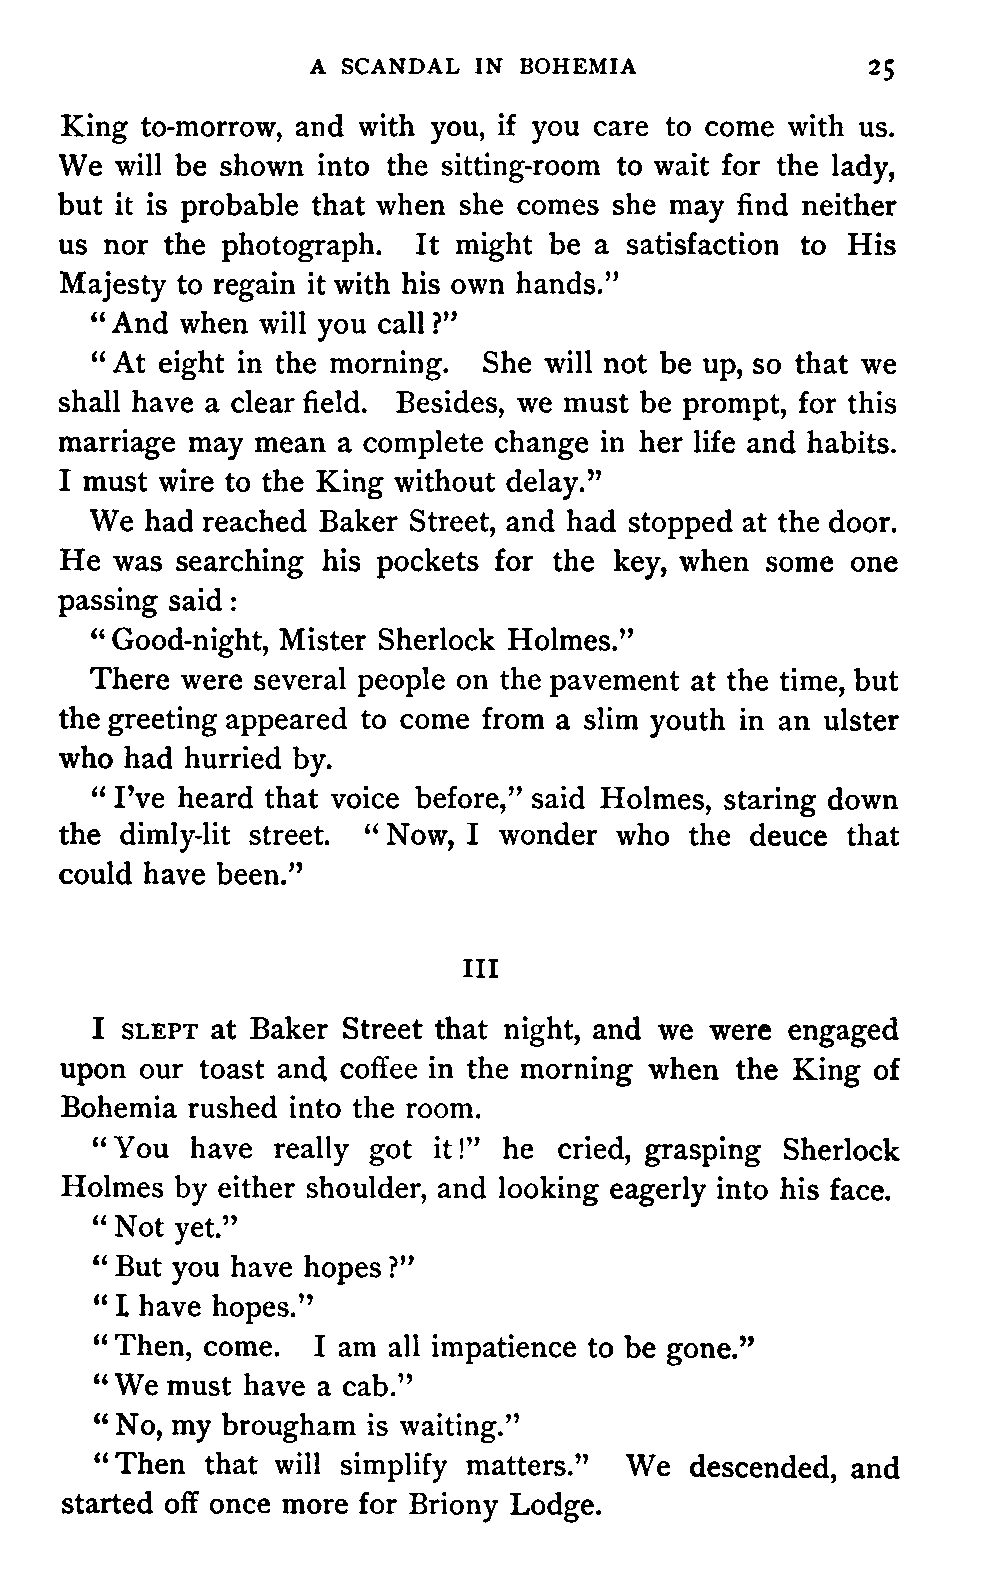 A SCANDAL IN BOHEMIA 25
King to-morrow, and with you, if you care to come with us.
We will be shown into the sitting-room to wait for the lady,
but it is probable that when she comes she may find neither
us nor the photograph. It might be a satisfaction to His
Majesty to regain it with his own hands.”
“And when will you call?”
“At eight in the morning. She will not be up, so that we
shall have a clear field. Besides, we must be prompt, for this
marriage may mean a complete change in her life and habits.
I must wire to the King without delay.”
We had reached Baker Street, and had stopped at the door.
He was searching his pockets for the key, when some one
passing said:
“Good-night, Mister Sherlock Holmes.”
There were several people on the pavement at the time, but
the greeting appeared to come from a slim youth in an ulster
who had hurried by.
“I’ve heard that voice before,” said Holmes, staring down
the dimly-lit street. “Now, I wonder who the deuce that
could have been.”
III
I SLEPT at Baker Street that night, and we were engaged
upon our toast and coffee in the morning when the King of
Bohemia rushed into the room.
“You have really got it!” he cried, grasping Sherlock
Holmes by either shoulder, and looking eagerly into his face.
“Not yet.”
“But you have hopes?”
“I have hopes.”
“Then, come. I am all impatience to be gone.”
“We must have a cab.”
“No, my brougham is waiting.”
“Then that will simplify matters.” We descended, and
started off once more for Briony Lodge.